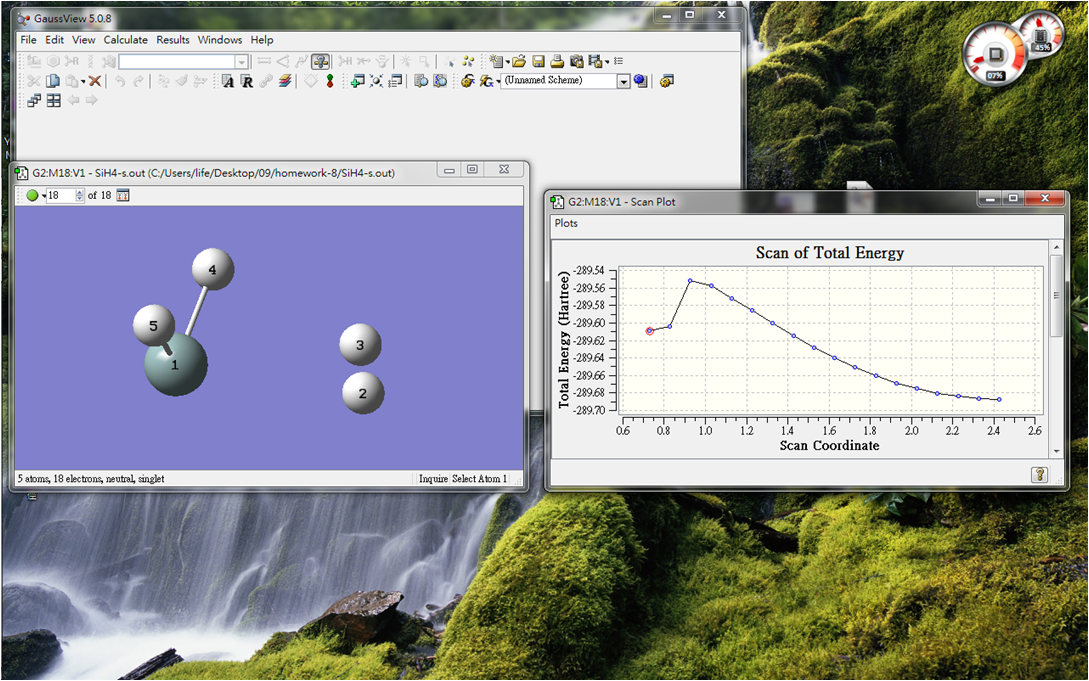 GaussView 5.0.8
File Edit View Calculate Results Windows Help
(Unnamed Scheme)
G2:M18:V1 - SiH4-s.out (C:/Users/life/Desktop/09/homework-8/SiH4-s.out)
18 of 18
4
5
3
1
2
5 atoms, 18 electrons, neutral, singlet
Inquire Select Atom 1
G2:M18:V1 - Scan Plot
Plots
Scan of Total Energy
Total Energy (Hartree)
-289.54
-289.56
-289.58
-289.60
-289.62
-289.64
-289.66
-289.68
-289.70
0.6 0.8 1.0 1.2 1.4 1.6 1.8 2.0 2.2 2.4 2.6
Scan Coordinate
45%
07%